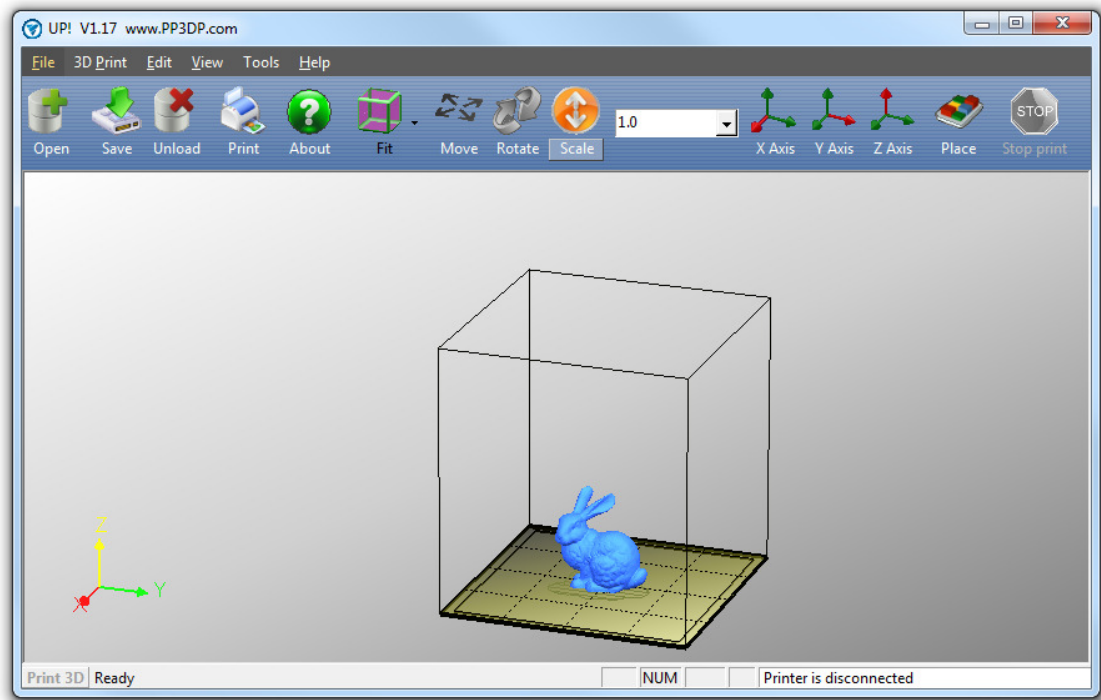 UP! V1.17 www.PP3DP.com
File 3D Print Edit View Tools Help
1.0
STOP
Open Save Unload Print About Fit Move Rotate Scale X Axis Y Axis Z Axis Place Stop print
Z
Y
X
Print 3D Ready NUM Printer is disconnected